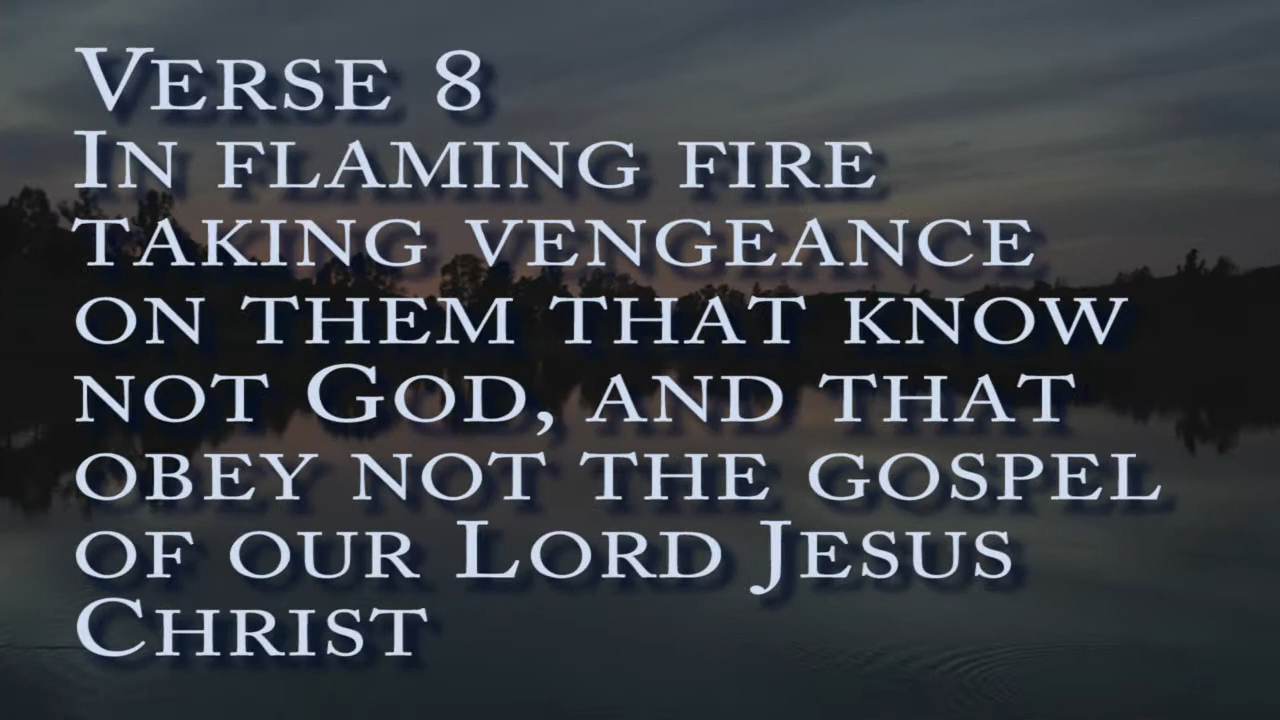 Verse 8
In flaming fire
taking vengeance
on them that know
not God, and that
obey not the gospel
of our Lord Jesus
Christ